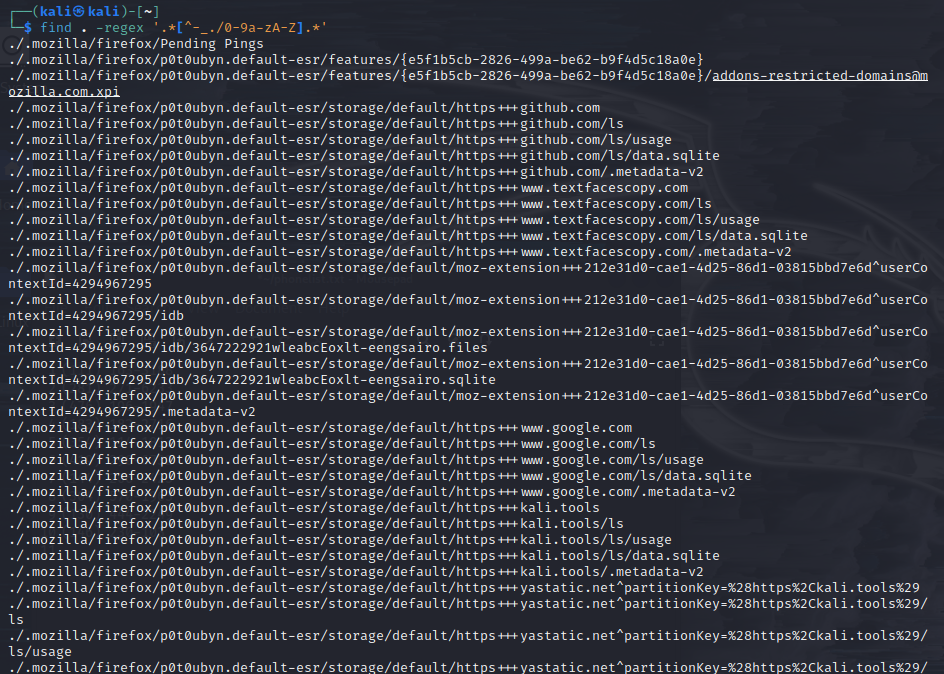 ┌──(kali㉿kali)-[~]
└─$ find . -regex '.*[^-_./0-9a-zA-Z].*'
./.mozilla/firefox/Pending Pings
./.mozilla/firefox/p0t0ubyn.default-esr/features/{e5f1b5cb-2826-499a-be62-b9f4d5c18a0e}
./.mozilla/firefox/p0t0ubyn.default-esr/features/{e5f1b5cb-2826-499a-be62-b9f4d5c18a0e}/addons-restricted-domains@m
ozilla.com.xpi
./.mozilla/firefox/p0t0ubyn.default-esr/storage/default/https+++github.com
./.mozilla/firefox/p0t0ubyn.default-esr/storage/default/https+++github.com/ls
./.mozilla/firefox/p0t0ubyn.default-esr/storage/default/https+++github.com/ls/usage
./.mozilla/firefox/p0t0ubyn.default-esr/storage/default/https+++github.com/ls/data.sqlite
./.mozilla/firefox/p0t0ubyn.default-esr/storage/default/https+++github.com/.metadata-v2
./.mozilla/firefox/p0t0ubyn.default-esr/storage/default/https+++www.textfacescopy.com
./.mozilla/firefox/p0t0ubyn.default-esr/storage/default/https+++www.textfacescopy.com/ls
./.mozilla/firefox/p0t0ubyn.default-esr/storage/default/https+++www.textfacescopy.com/ls/usage
./.mozilla/firefox/p0t0ubyn.default-esr/storage/default/https+++www.textfacescopy.com/ls/data.sqlite
./.mozilla/firefox/p0t0ubyn.default-esr/storage/default/https+++www.textfacescopy.com/.metadata-v2
./.mozilla/firefox/p0t0ubyn.default-esr/storage/default/moz-extension+++212e31d0-cae1-4d25-86d1-03815bbd7e6d^userCo
ntextId=4294967295
./.mozilla/firefox/p0t0ubyn.default-esr/storage/default/moz-extension+++212e31d0-cae1-4d25-86d1-03815bbd7e6d^userCo
ntextId=4294967295/idb
./.mozilla/firefox/p0t0ubyn.default-esr/storage/default/moz-extension+++212e31d0-cae1-4d25-86d1-03815bbd7e6d^userCo
ntextId=4294967295/idb/3647222921wleabcEoxlt-eengsairo.files
./.mozilla/firefox/p0t0ubyn.default-esr/storage/default/moz-extension+++212e31d0-cae1-4d25-86d1-03815bbd7e6d^userCo
ntextId=4294967295/idb/3647222921wleabcEoxlt-eengsairo.sqlite
./.mozilla/firefox/p0t0ubyn.default-esr/storage/default/moz-extension+++212e31d0-cae1-4d25-86d1-03815bbd7e6d^userCo
ntextId=4294967295/.metadata-v2
./.mozilla/firefox/p0t0ubyn.default-esr/storage/default/https+++www.google.com
./.mozilla/firefox/p0t0ubyn.default-esr/storage/default/https+++www.google.com/ls
./.mozilla/firefox/p0t0ubyn.default-esr/storage/default/https+++www.google.com/ls/usage
./.mozilla/firefox/p0t0ubyn.default-esr/storage/default/https+++www.google.com/ls/data.sqlite
./.mozilla/firefox/p0t0ubyn.default-esr/storage/default/https+++www.google.com/.metadata-v2
./.mozilla/firefox/p0t0ubyn.default-esr/storage/default/https+++kali.tools
./.mozilla/firefox/p0t0ubyn.default-esr/storage/default/https+++kali.tools/ls
./.mozilla/firefox/p0t0ubyn.default-esr/storage/default/https+++kali.tools/ls/usage
./.mozilla/firefox/p0t0ubyn.default-esr/storage/default/https+++kali.tools/ls/data.sqlite
./.mozilla/firefox/p0t0ubyn.default-esr/storage/default/https+++kali.tools/.metadata-v2
./.mozilla/firefox/p0t0ubyn.default-esr/storage/default/https+++yastatic.net^partitionKey=%28https%2Ckali.tools%29
./.mozilla/firefox/p0t0ubyn.default-esr/storage/default/https+++yastatic.net^partitionKey=%28https%2Ckali.tools%29/
ls
./.mozilla/firefox/p0t0ubyn.default-esr/storage/default/https+++yastatic.net^partitionKey=%28https%2Ckali.tools%29/
ls/usage
./.mozilla/firefox/p0t0ubyn.default-esr/storage/default/https+++yastatic.net^partitionKey=%28https%2Ckali.tools%29/